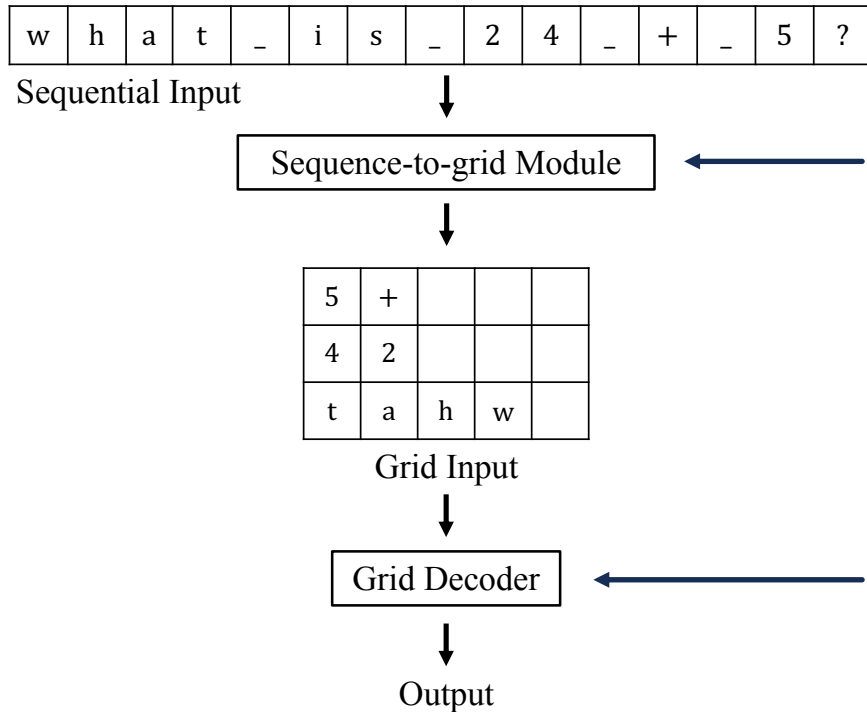 w h a t _ i s _ 2 4 _ + _ 5 ?
Sequential Input
Sequence-to-grid Module
5 +
4 2
t a h w
Grid Input
Grid Decoder
Output